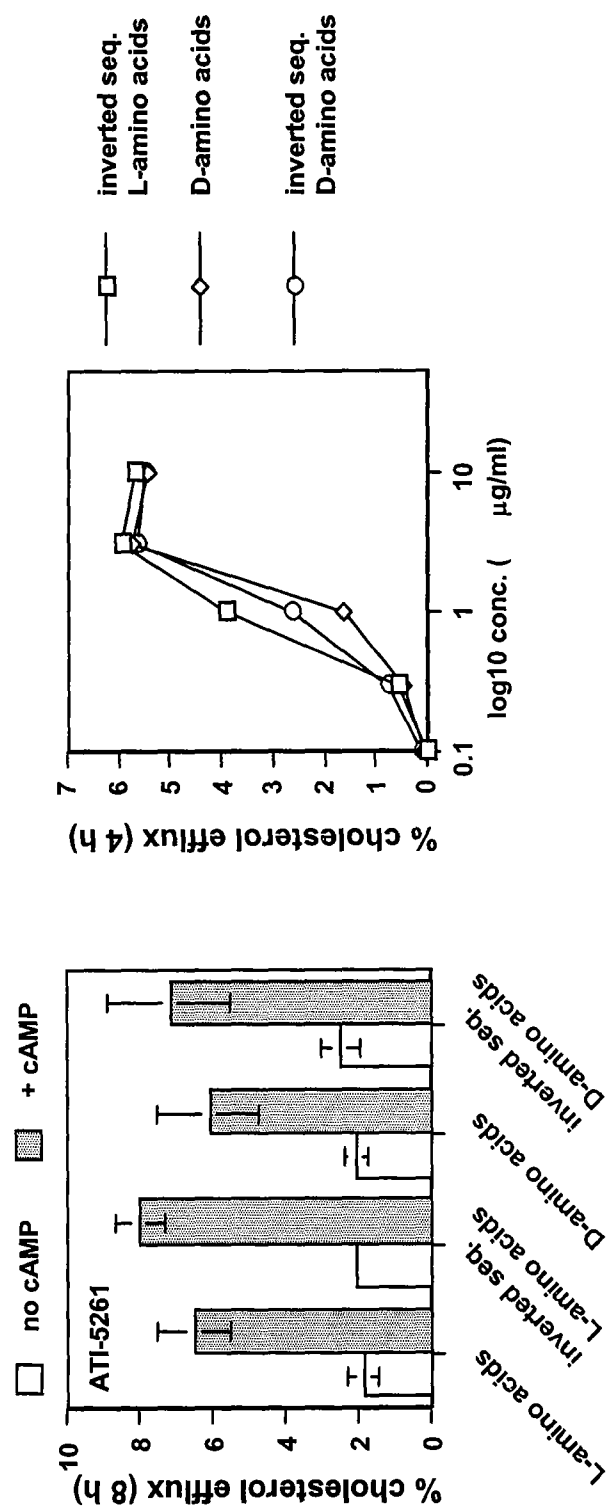 no cAMP
+ cAMP
ATI-5261
% cholesterol efflux (8 h)
10
8
6
4
2
0
L-amino acids
inverted seq.
L-amino acids
D-amino acids
inverted seq.
D-amino acids
% cholesterol efflux (4 h)
7
6
5
4
3
2
1
0
0.1
1
10
log10 conc. ( μg/ml)
inverted seq.
L-amino acids
D-amino acids
inverted seq.
D-amino acids